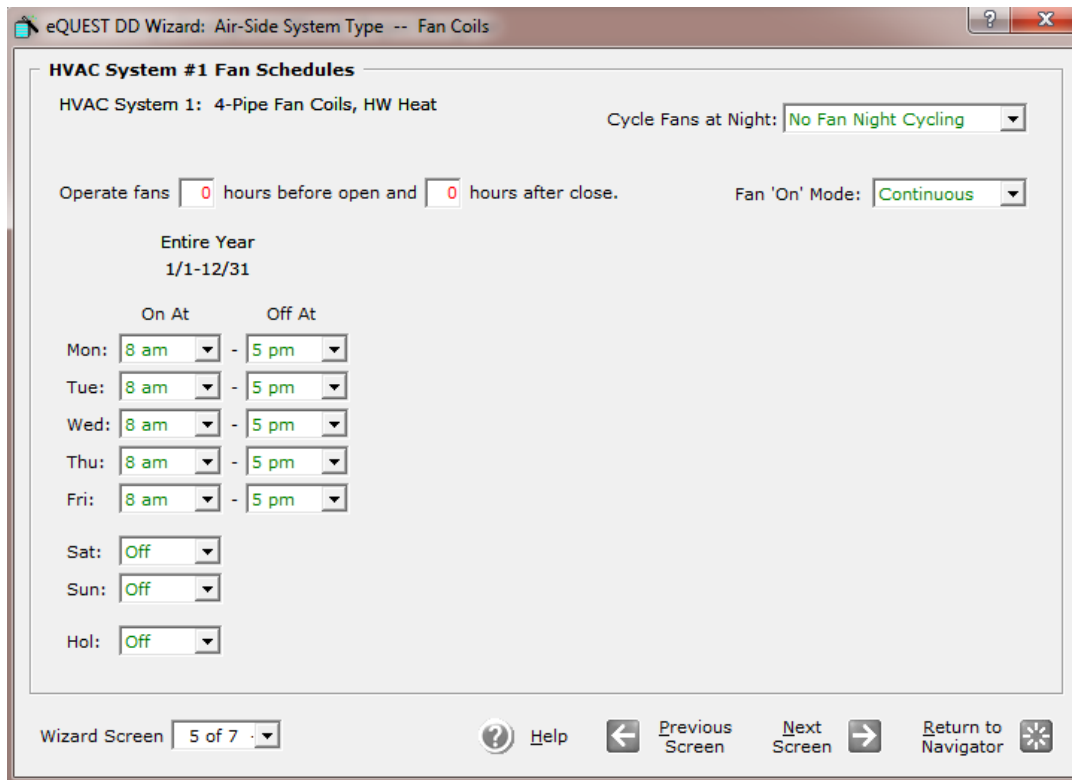 eQUEST DD Wizard: Air-Side System Type -- Fan Coils
? X
HVAC System #1 Fan Schedules
HVAC System 1: 4-Pipe Fan Coils, HW Heat
Cycle Fans at Night: No Fan Night Cycling
Operate fans 0 hours before open and 0 hours after close. Fan 'On' Mode: Continuous
Entire Year
1/1-12/31
On At Off At
Mon: 8 am - 5 pm
Tue: 8 am - 5 pm
Wed: 8 am - 5 pm
Thu: 8 am - 5 pm
Fri: 8 am - 5 pm
Sat: Off
Sun: Off
Hol: Off
Wizard Screen 5 of 7 ? Help Previous Screen Next Screen Return to Navigator